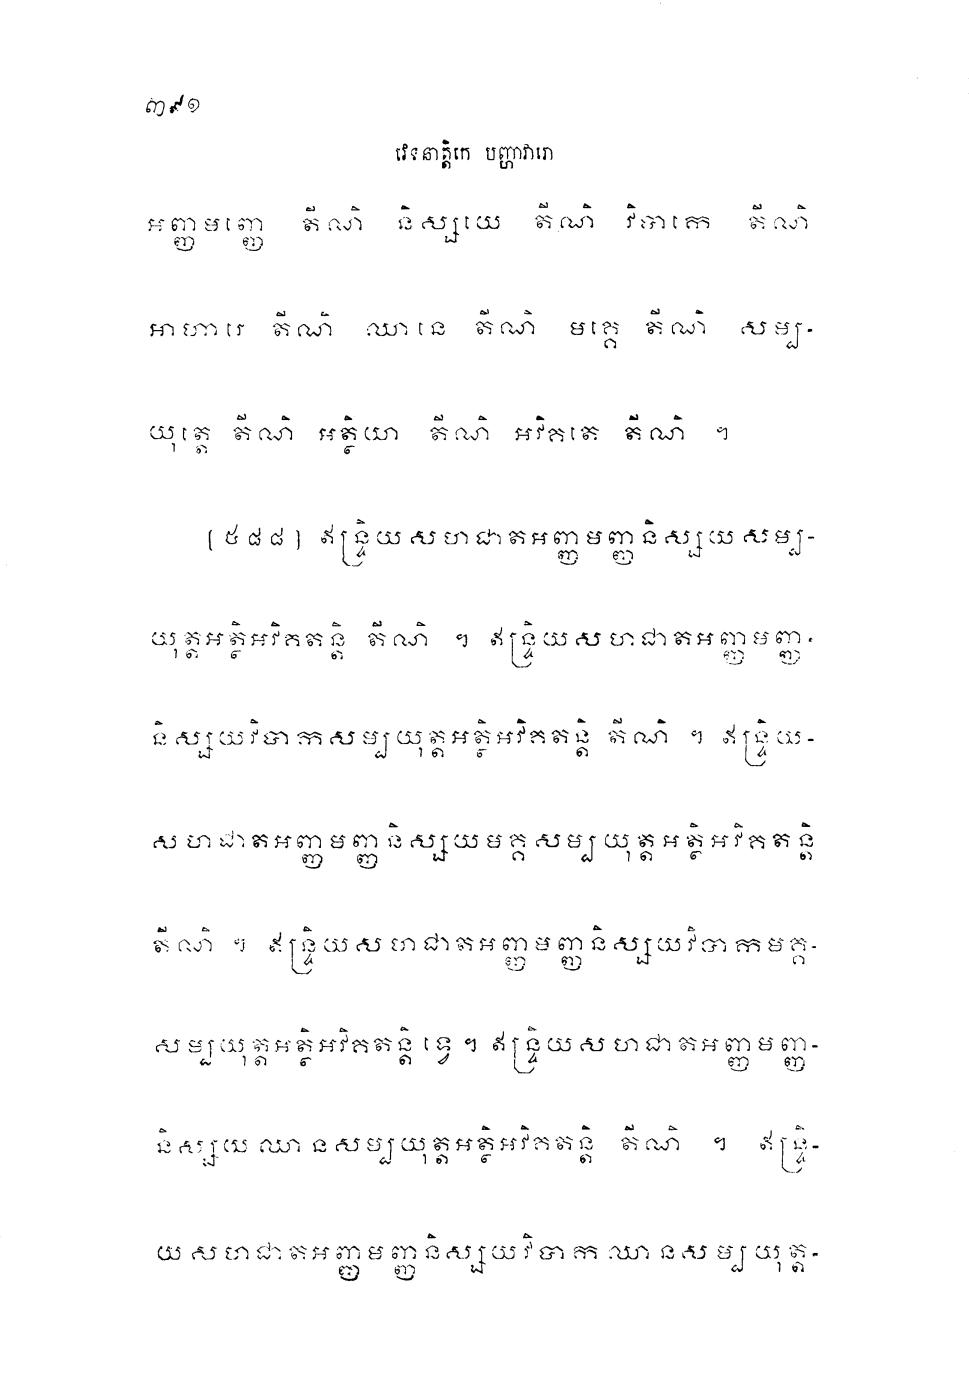 ៣៩១
វេទនាត្តិកេ បញ្ហាវារោ
អញ្ញមញ្ញេ តីណិ និស្សយេ តីណិ វិបាកេ តីណិ
អាហារេ តីណិ ឈានេ តីណិ មគ្គេ តីណិ សម្ប-
យុត្តេ តីណិ អត្ថិយា តីណិ អវិគតេ តីណិ ។
(៥៨៨) ឥន្ទ្រិយសហជាតអញ្ញមញ្ញនិស្សយសម្ប-
យុត្តអត្ថិអវិគតន្តិ តីណិ ។ ឥន្ទ្រិយសហជាតអញ្ញមញ្ញ-
និស្សយវិបាកសម្បយុត្តអត្ថិអវិគតន្តិ តីណិ ។ ឥន្ទ្រិយ-
សហជាតអញ្ញមញ្ញនិស្សយមគ្គសម្បយុត្តអត្ថិអវិគតន្តិ
តីណិ ។ ឥន្ទ្រិយសហជាតអញ្ញមញ្ញនិស្សយវិបាកមគ្គ-
សម្បយុត្តអត្ថិអវិគតន្តិ ទ្វេ ។ ឥន្ទ្រិយសហជាតអញ្ញមញ្ញ-
និស្សយឈានសម្បយុត្តអត្ថិអវិគតន្តិ តីណិ ។ ឥន្ទ្រិ-
យសហជាតអញ្ញមញ្ញនិស្សយវិបាកឈានសម្បយុត្ត-